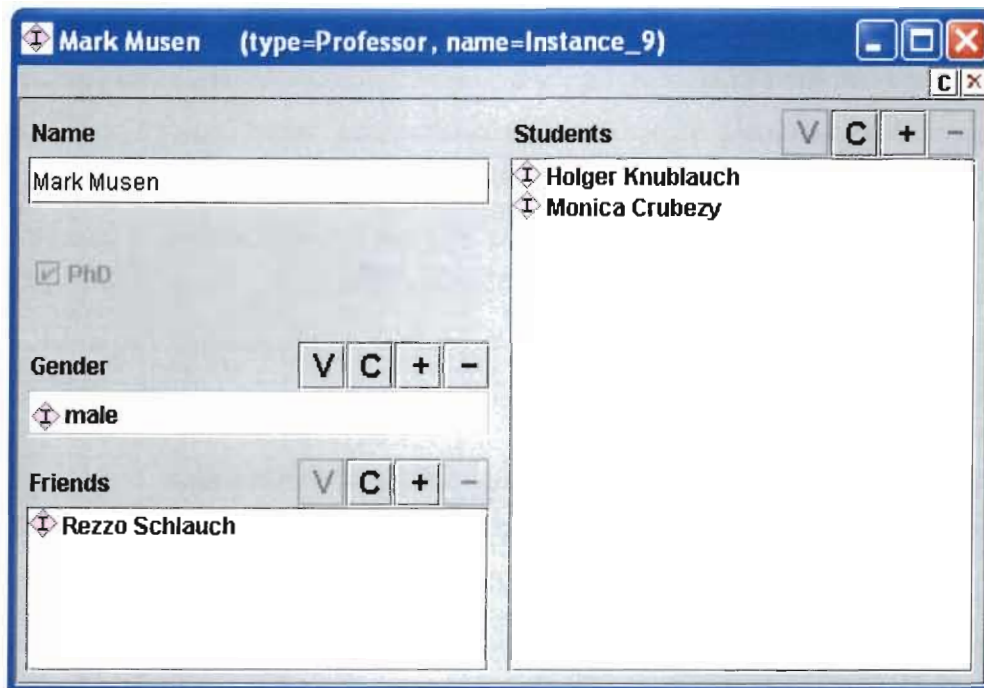 Mark Musen (type=Professor, name=Instance_9)
C
Name
Mark Musen
PhD
Gender V C + -
male
Friends V C + -
Rezzo Schlauch
Students V C + -
Holger Knublauch
Monica Crubezy